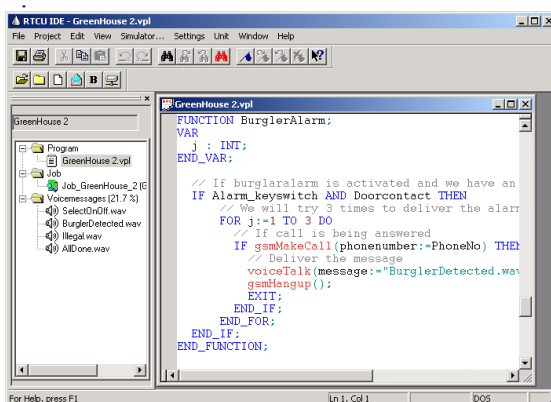 RTCU IDE - GreenHouse 2.vpl
File Project Edit View Simulator... Settings Unit Window Help
GreenHouse 2
Program
GreenHouse 2.vpl
Job
Job_GreenHouse_2 (G
Voicemessages (21.7 %)
SelectOnOff.wav
BurglerDetected.wav
Illegal.wav
AllDone.wav
GreenHouse 2.vpl
FUNCTION BurglerAlarm;
VAR
j : INT;
END_VAR;
// If burglaralarm is activated and we have an
IF Alarm_keyswitch AND Doorcontact THEN
// We will try 3 times to deliver the alar
FOR j:=1 TO 3 DO
// If call is being answered
IF gsmMakeCall(phonenumber:=PhoneNo) THEN
// Deliver the message
voiceTalk(message:="BurglerDetected.wav
gsmHangup();
EXIT;
END_IF;
END_FOR;
END_IF;
END_FUNCTION;
For Help, press F1
Ln 1, Col 1
DOS